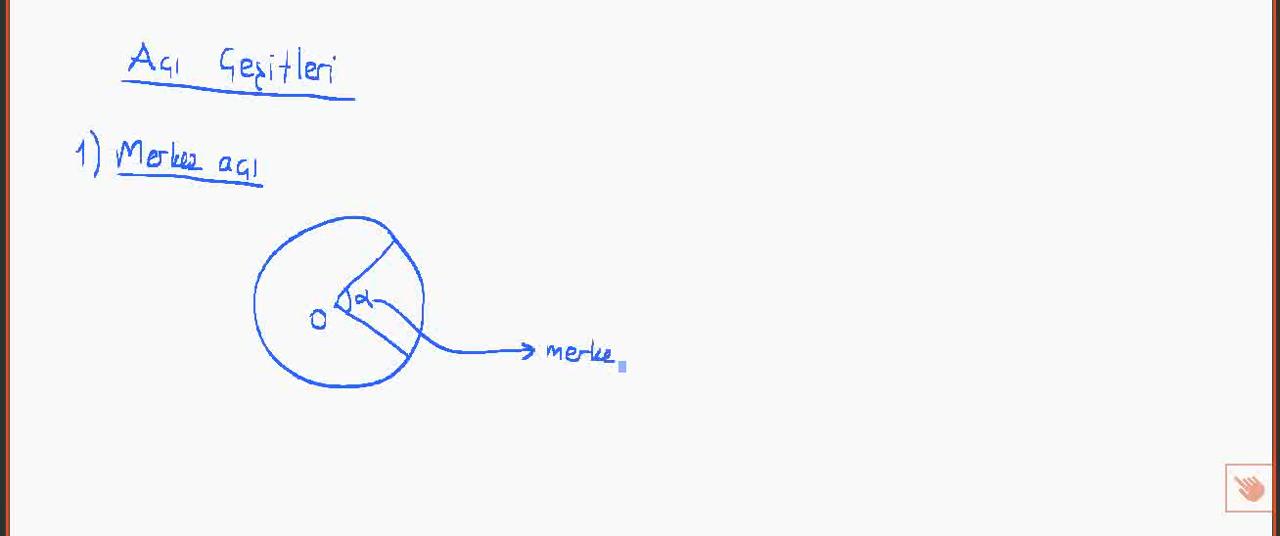 Açı Çeşitleri
1) Merkez açı
α
O
merke